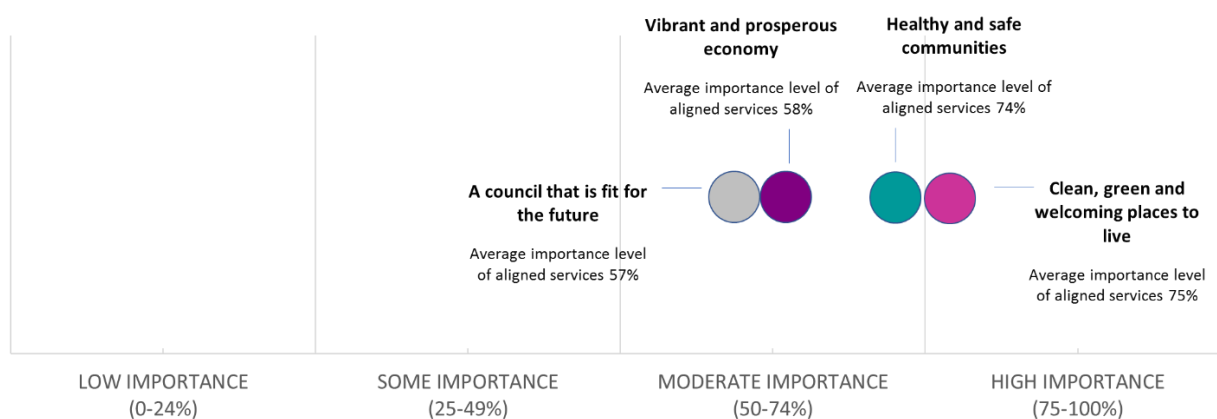 Vibrant and prosperous
economy
Average importance level of
aligned services 58%
Healthy and safe
communities
Average importance level of
aligned services 74%
A council that is fit for
the future
Average importance level
of aligned services 57%
Clean, green and
welcoming places to
live
Average importance level
of aligned services 75%
LOW IMPORTANCE
(0-24%)
SOME IMPORTANCE
(25-49%)
MODERATE IMPORTANCE
(50-74%)
HIGH IMPORTANCE
(75-100%)